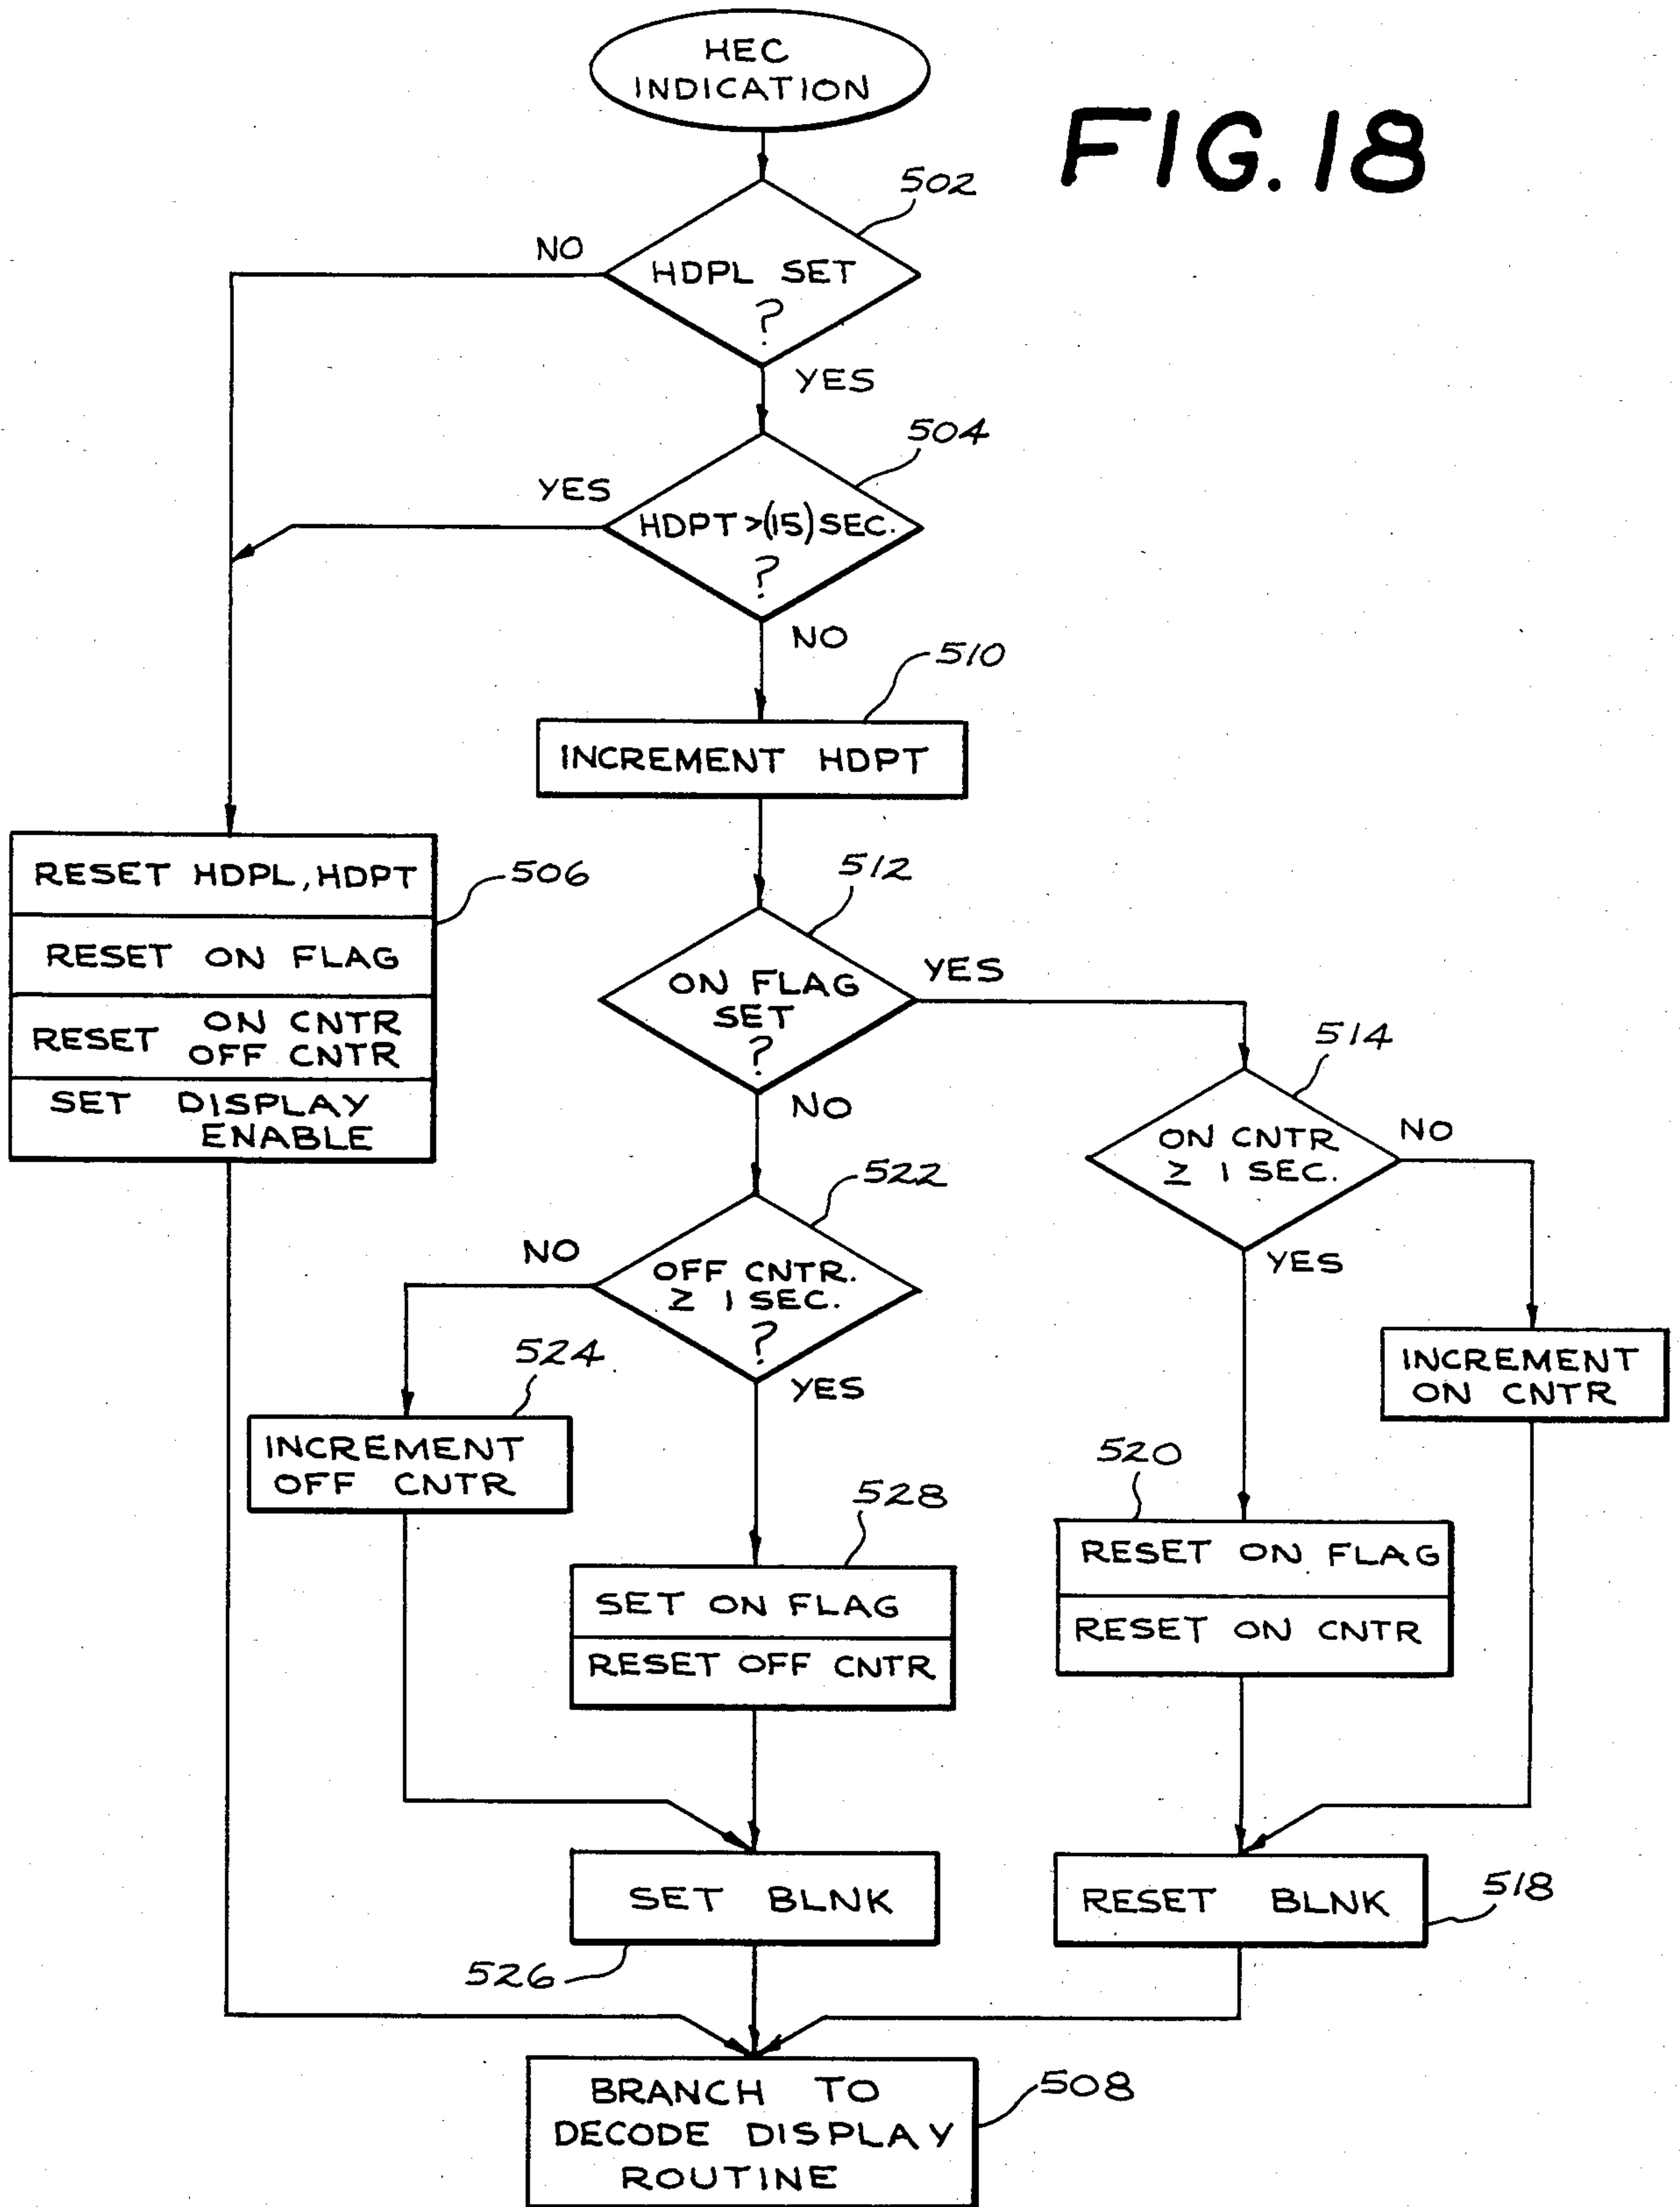 HEC
INDICATION
FIG. 18
502
NO
HDPL SET
?
YES
504
YES
HDPT >(15) SEC.
?
NO
510
INCREMENT HDPT
RESET HDPL, HDPT
506
RESET ON FLAG
RESET ON CNTR
OFF CNTR
SET DISPLAY
ENABLE
512
ON FLAG
SET
?
YES
NO
514
ON CNTR
≥ 1 SEC.
NO
YES
522
NO
OFF CNTR.
≥ 1 SEC.
?
YES
524
INCREMENT
OFF CNTR
INCREMENT
ON CNTR
528
SET ON FLAG
RESET OFF CNTR
520
RESET ON FLAG
RESET ON CNTR
SET BLNK
526
RESET BLNK
518
BRANCH TO
DECODE DISPLAY
ROUTINE
508